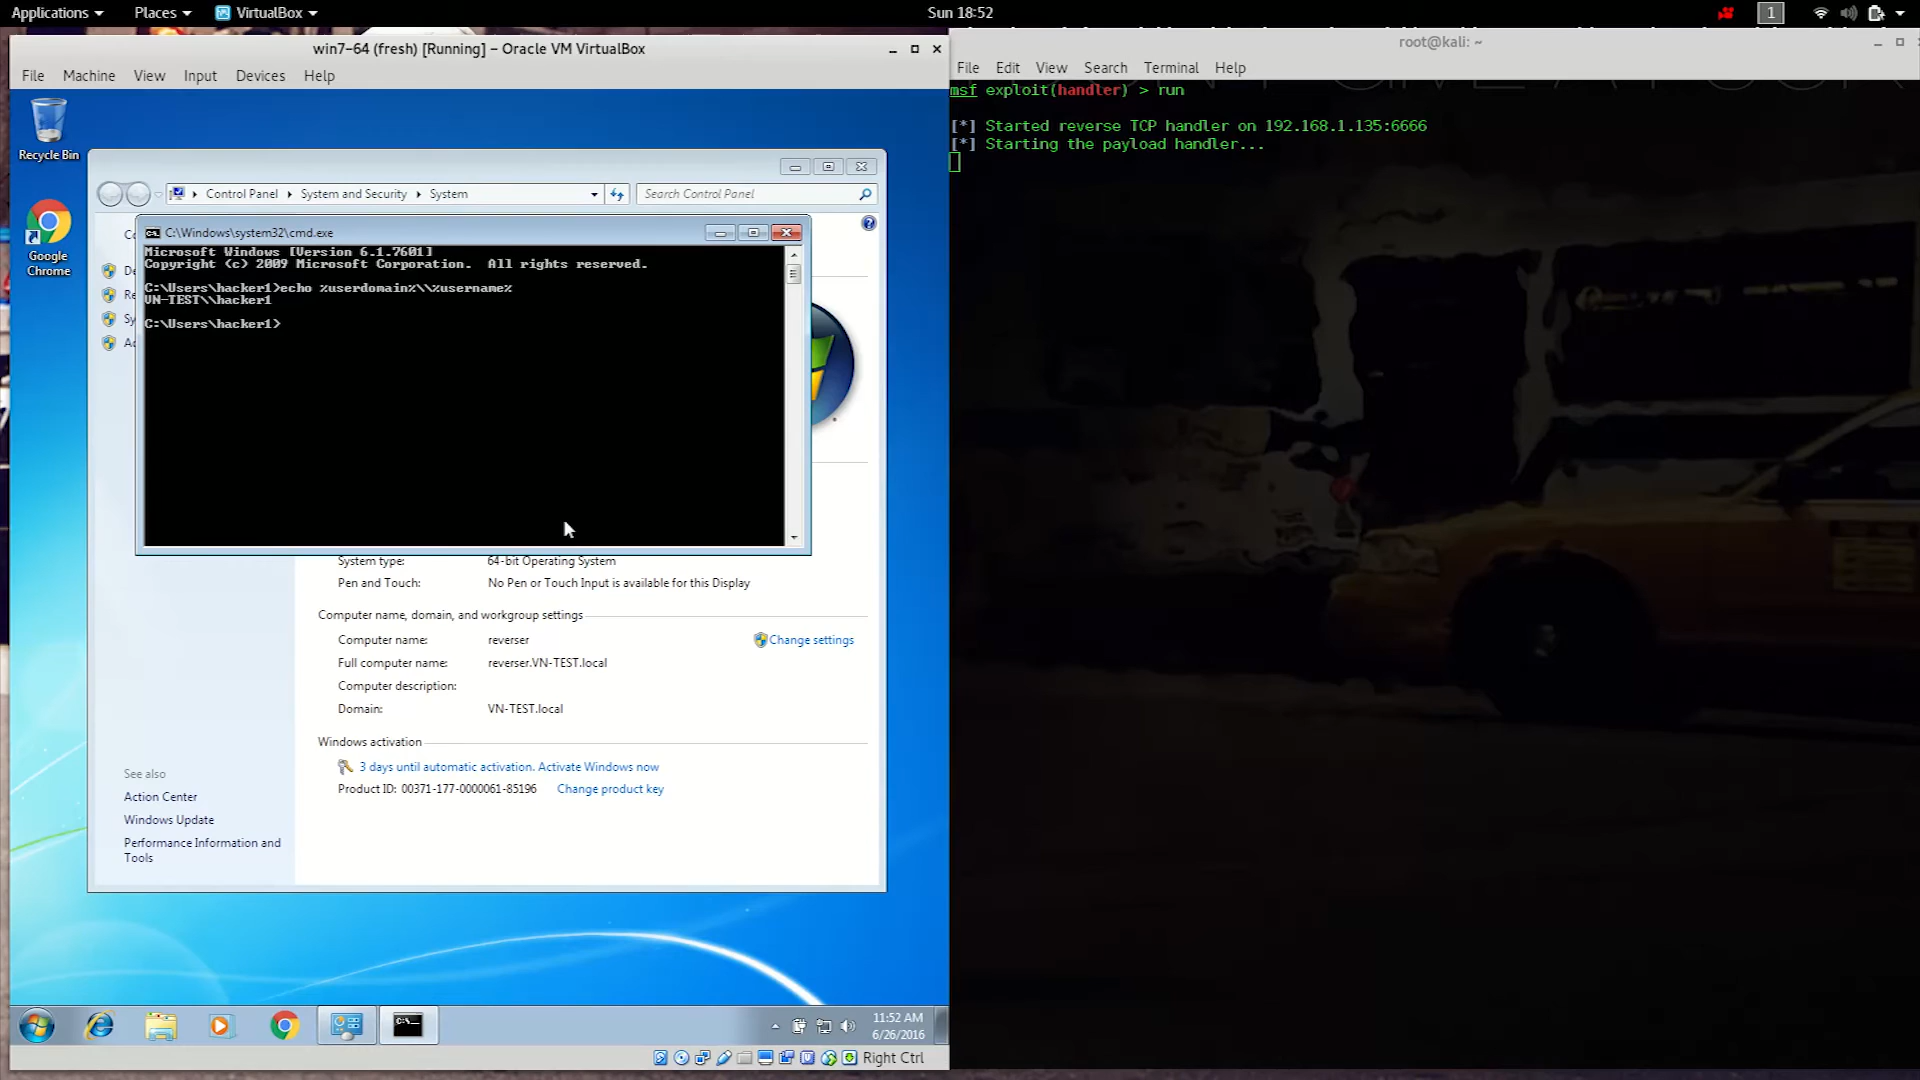 Applications Places VirtualBox Sun 18:52 1
win7-64 (fresh) [Running] - Oracle VM VirtualBox
File Machine View Input Devices Help
Recycle Bin
Google Chrome
Control Panel System and Security System Search Control Panel
C:\Windows\system32\cmd.exe
Microsoft Windows [Version 6.1.7601]
Copyright (c) 2009 Microsoft Corporation. All rights reserved.
C:\Users\hacker1>echo %userdomain%\\%username%
VN-TEST\\hacker1
C:\Users\hacker1>
System type: 64-bit Operating System
Pen and Touch: No Pen or Touch Input is available for this Display
Computer name, domain, and workgroup settings
Computer name: reverser Change settings
Full computer name: reverser.VN-TEST.local
Computer description:
Domain: VN-TEST.local
Windows activation
3 days until automatic activation. Activate Windows now
Product ID: 00371-177-0000061-85196 Change product key
See also
Action Center
Windows Update
Performance Information and
Tools
11:52 AM
6/26/2016
Right Ctrl
root@kali: ~
File Edit View Search Terminal Help
msf exploit(handler) > run
[*] Started reverse TCP handler on 192.168.1.135:6666
[*] Starting the payload handler...